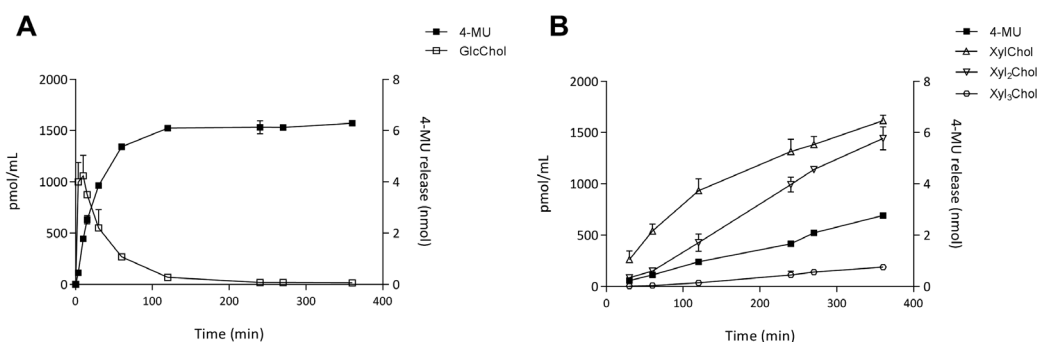 A
4-MU
GlcChol
2000
1500
1000
500
0
pmol/mL
8
6
4
2
0
4-MU release (nmol)
0
100
200
300
400
Time (min)
B
4-MU
XylChol
Xyl₂Chol
Xyl₃Chol
2000
1500
1000
500
0
pmol/mL
8
6
4
2
0
4-MU release (nmol)
0
100
200
300
400
Time (min)